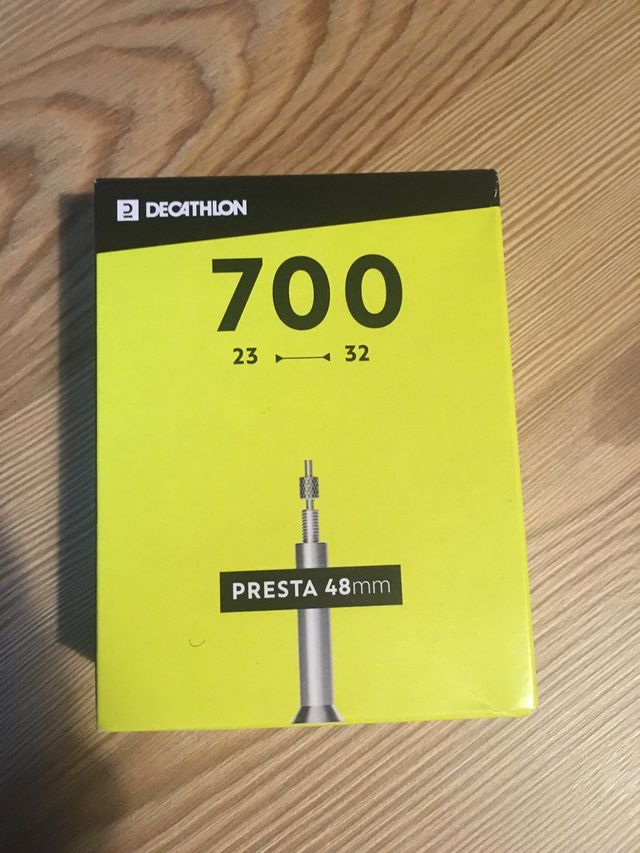 DECATHLON
700
23 32
PRESTA 48mm